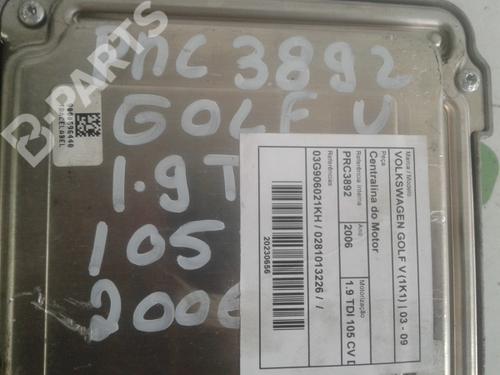 B-PARTS
PRC 3892
GOLF V
1.9 T
105
2006
TRACELABEL
Marca / Modelo
VOLKSWAGEN GOLF V (1K1) | 03 - 09
Peça
Centralina do Motor
Referência Interna
PRC3892
Ano
2006
Motorização
1.9 TDI 105 CV D
Referências
03G906021KH / 0281013226 / /
20230656